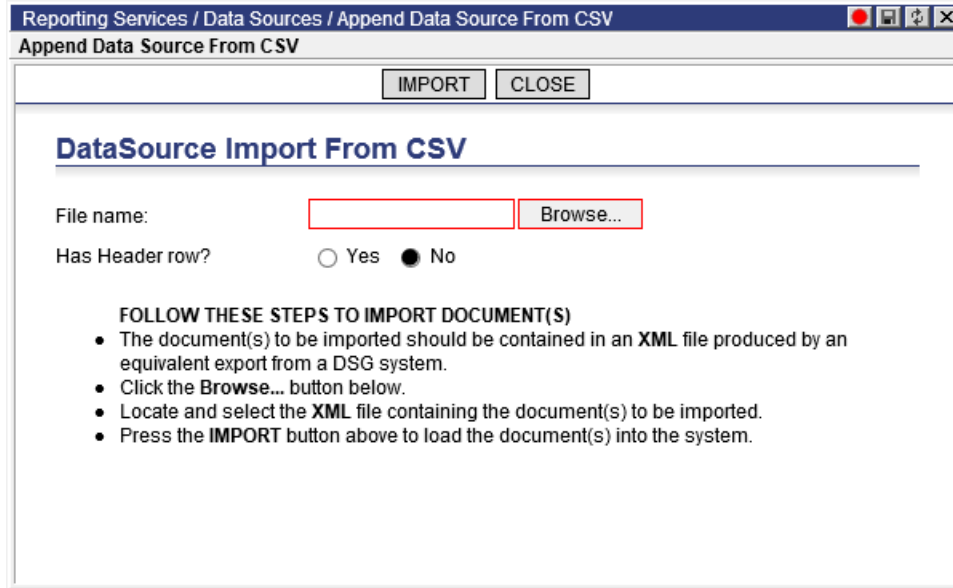 Reporting Services / Data Sources / Append Data Source From CSV
Append Data Source From CSV
IMPORT CLOSE
DataSource Import From CSV
File name: Browse...
Has Header row? Yes No
FOLLOW THESE STEPS TO IMPORT DOCUMENT(S)
The document(s) to be imported should be contained in an XML file produced by an
equivalent export from a DSG system.
Click the Browse... button below.
Locate and select the XML file containing the document(s) to be imported.
Press the IMPORT button above to load the document(s) into the system.